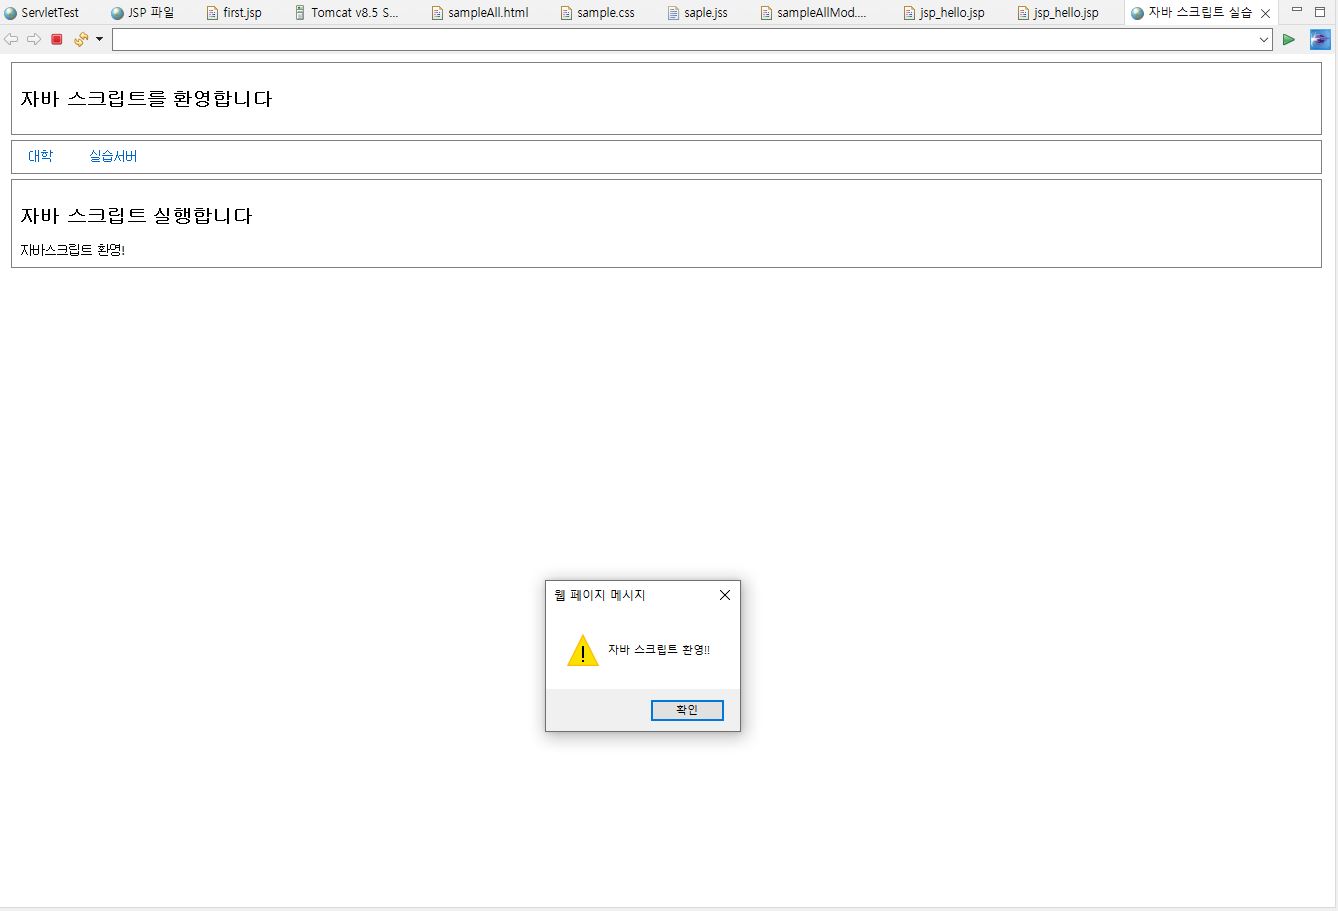 ServletTest JSP 파일 first.jsp Tomcat v8.5 S... sampleAll.html sample.css saple.jss sampleAllMod.... jsp_hello.jsp jsp_hello.jsp 자바 스크립트 실습
자바 스크립트를 환영합니다
대학 실습서버
자바 스크립트 실행합니다
자바스크립트 환영!
웹 페이지 메시지
자바 스크립트 환영!!
확인